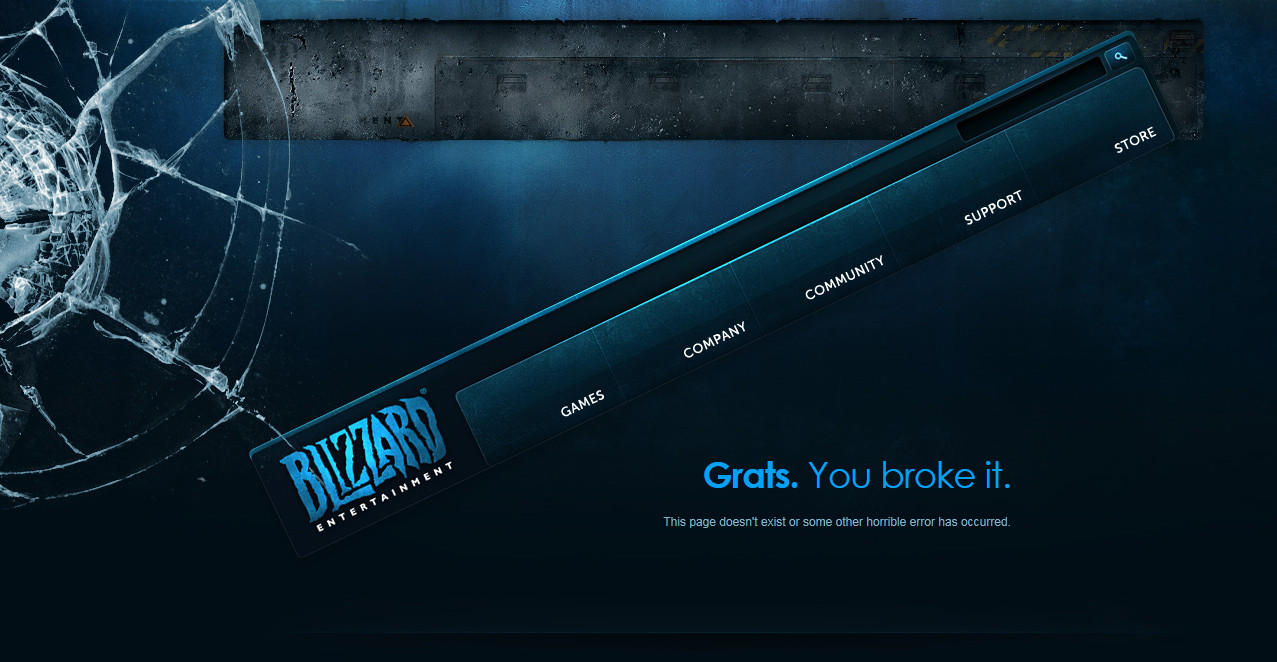 STORE
SUPPORT
COMMUNITY
COMPANY
GAMES
BLIZZARD®
ENTERTAINMENT
Grats. You broke it.
This page doesn't exist or some other horrible error has occurred.